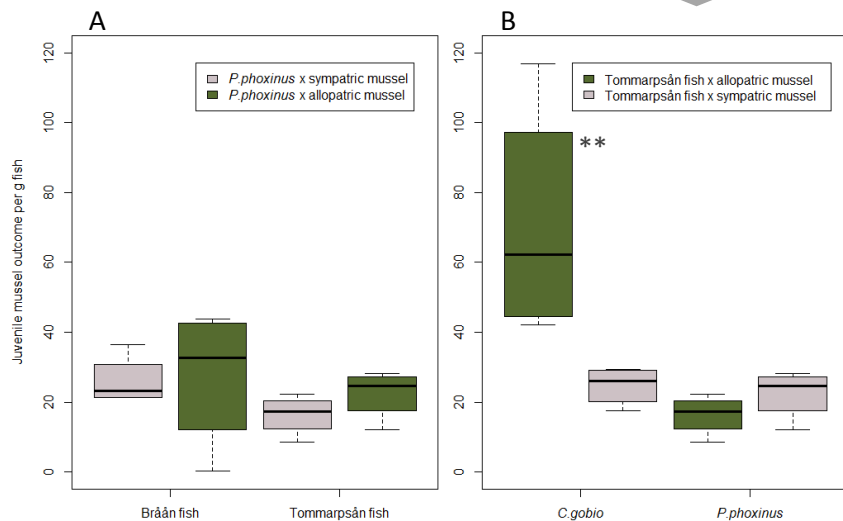 A
B
P.phoxinus x sympatric mussel
P.phoxinus x allopatric mussel
Tommarpsån fish x allopatric mussel
Tommarpsån fish x sympatric mussel
**
Juvenile mussel outcome per g fish
120
100
80
60
40
20
0
120
100
80
60
40
20
0
Bråån fish
Tommarpsån fish
C.gobio
P.phoxinus